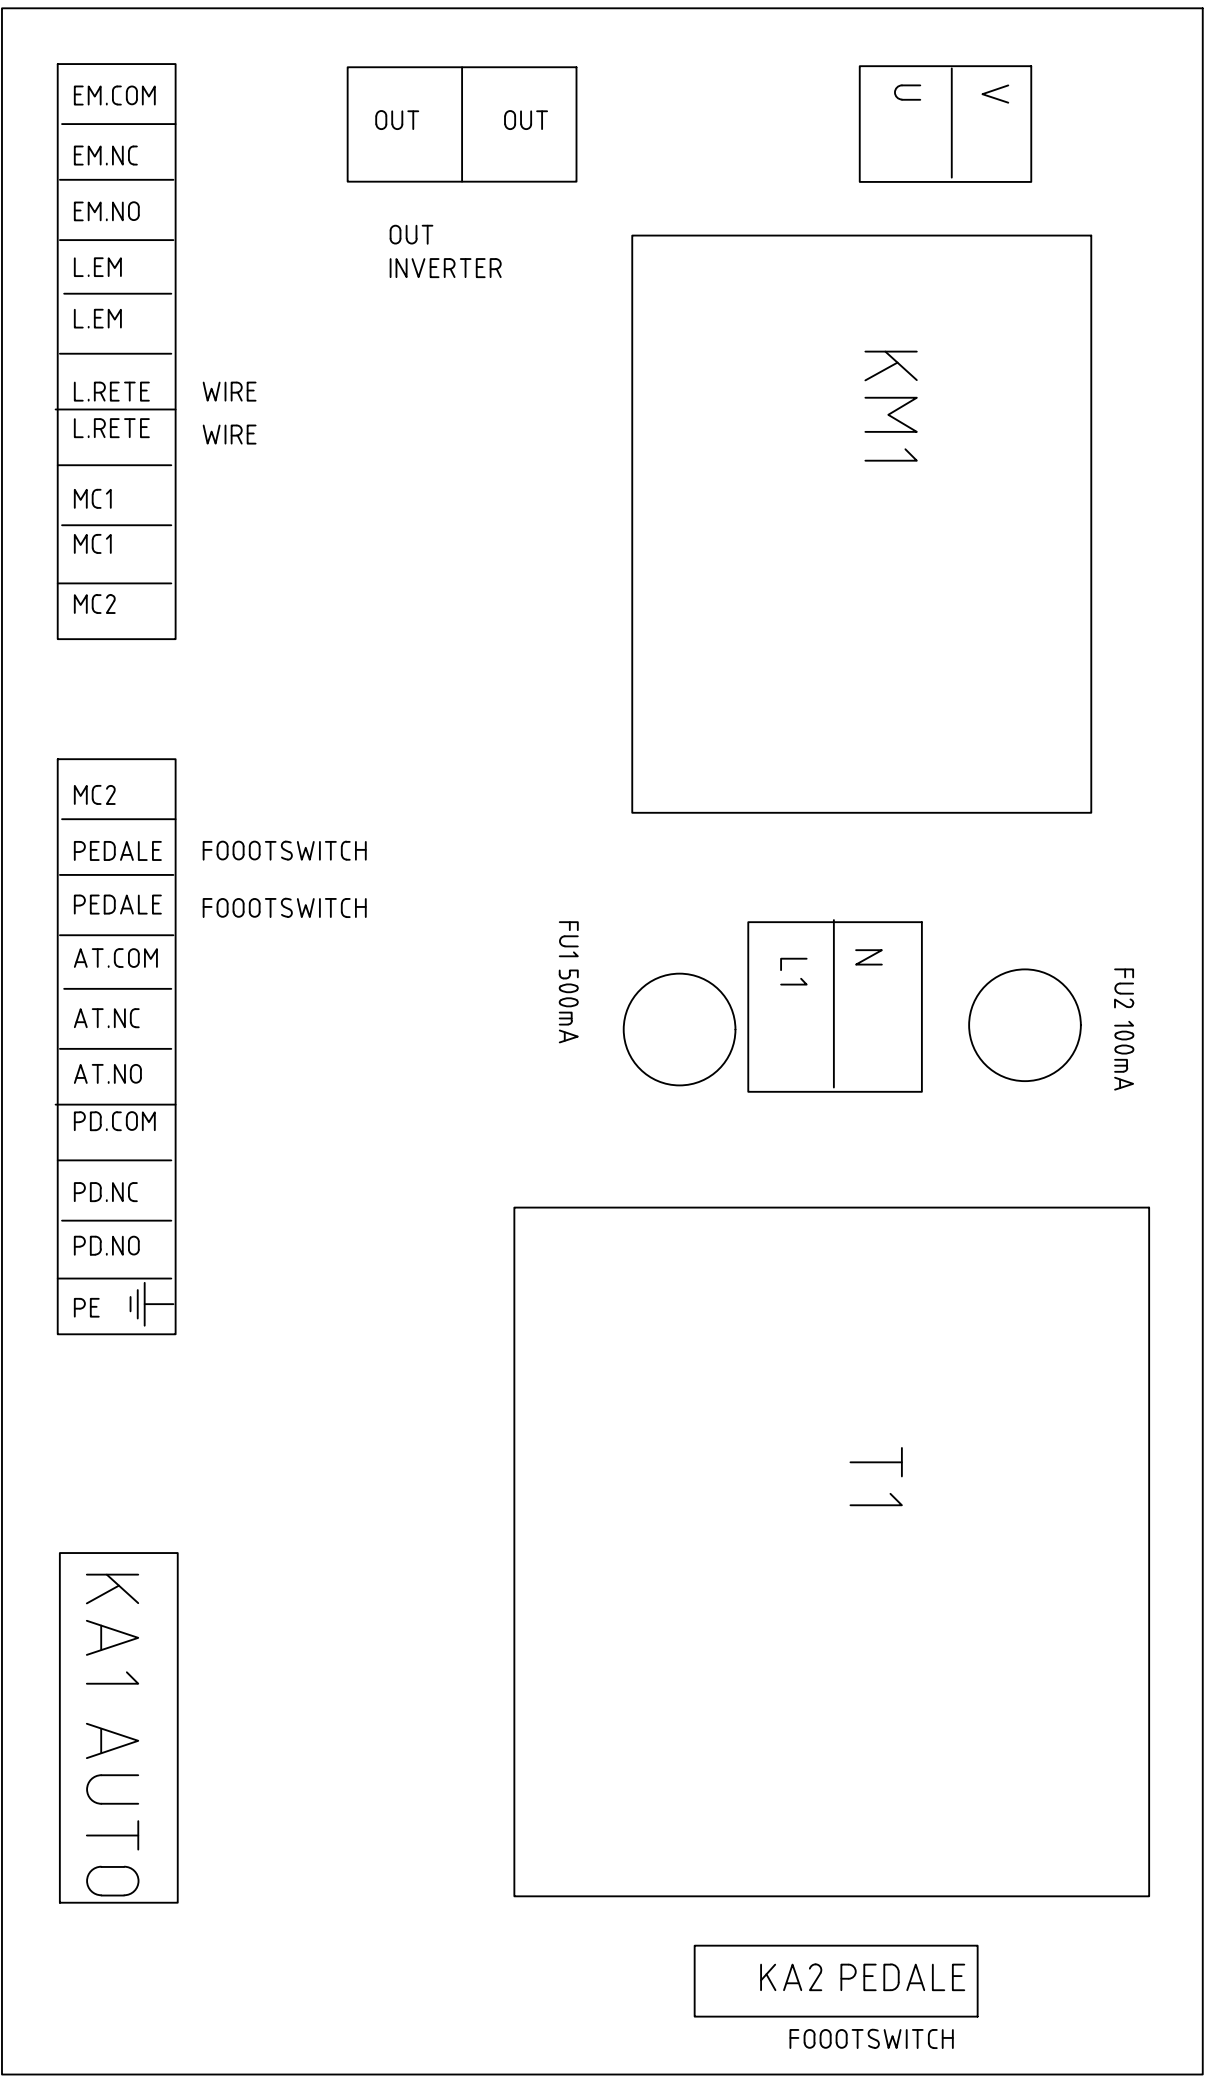 EM.COM
EM.NC
EM.NO
L.EM
L.EM
L.RETE WIRE
L.RETE WIRE
MC1
MC1
MC2
OUT OUT
OUT
INVERTER
U V
KM1
MC2
PEDALE FOOOTSWITCH
PEDALE FOOOTSWITCH
AT.COM
AT.NC
AT.NO
PD.COM
PD.NC
PD.NO
PE
FU1 500mA
L1 N
FU2 100mA
T1
KA1 AUTO
KA2 PEDALE
FOOOTSWITCH